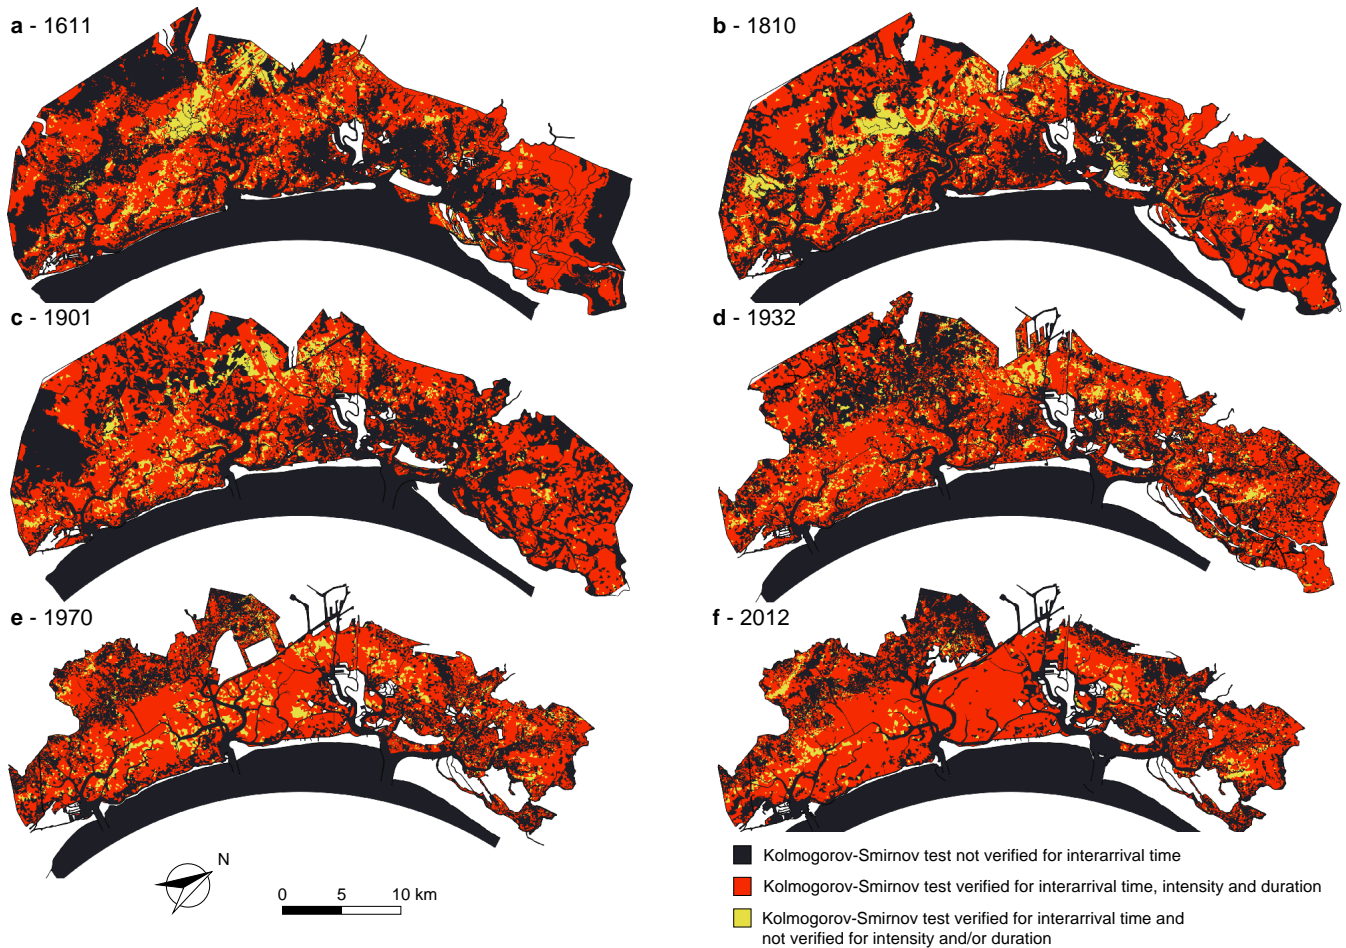 a - 1611
b - 1810
c - 1901
d - 1932
e - 1970
f - 2012
N
0 5 10 km
Kolmogorov-Smirnov test not verified for interarrival time
Kolmogorov-Smirnov test verified for interarrival time, intensity and duration
Kolmogorov-Smirnov test verified for interarrival time and
not verified for intensity and/or duration